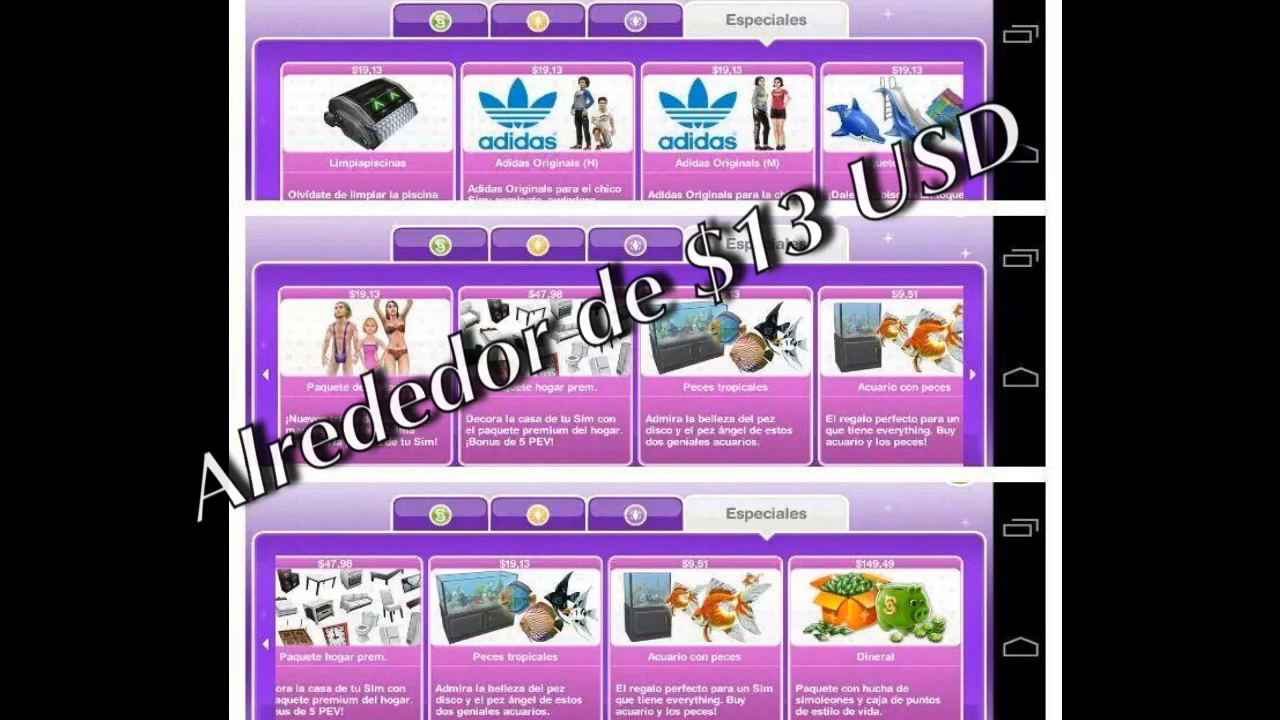 Especiales
$19,13 $19,13 $19,13 $19,13
adidas adidas
Limpiapiscinas Adidas Originals (H) Adidas Originals (M)
Olvídate de limpiar la piscina Adidas Originals para el chico Adidas Originals para la
Alrededor de $13 USD
$19,13 $47,98 $9,51
Paquete hogar prem. Peces tropicales Acuario con peces
Decora la casa de tu Sim con Admira la belleza del pez El regalo perfecto para un
el paquete premium del hogar. disco y el pez ángel de estos que tiene everything. Buy
de tu Sim! ¡Bonus de 5 PEV! dos geniales acuarios. acuario y los peces!
Especiales
$47,98 $19,13 $9,51 $149,49
Paquete hogar prem. Peces tropicales Acuario con peces Dineral
ora la casa de tu Sim con Admira la belleza del pez El regalo perfecto para un Sim Paquete con hucha de
aquete premium del hogar. disco y el pez ángel de estos que tiene everything. Buy simoleones y caja de puntos
nus de 5 PEV! dos geniales acuarios. acuario y los peces! de estilo de vida.